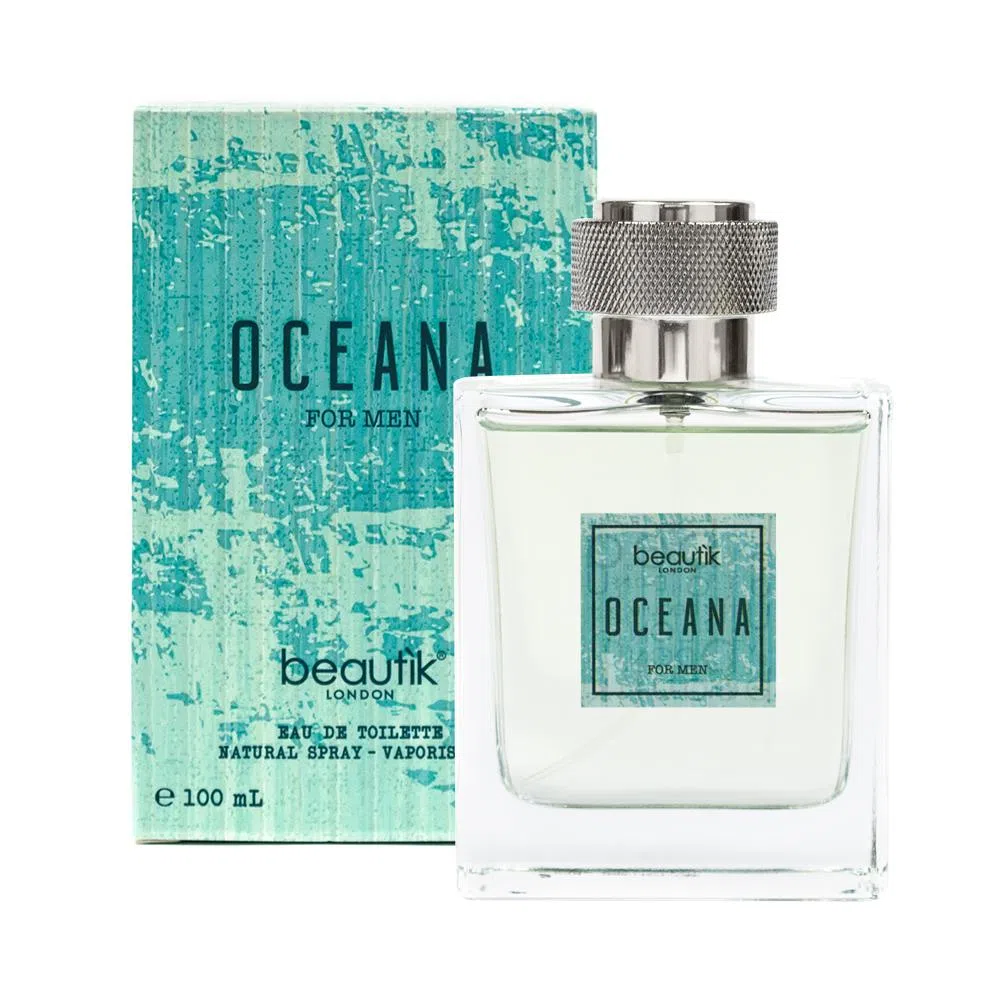 OCEANA
FOR MEN
beautìk®
LONDON
EAU DE TOILETTE
NATURAL SPRAY - VAPORIS
e 100 mL
beautìk
LONDON
OCEANA
FOR MEN